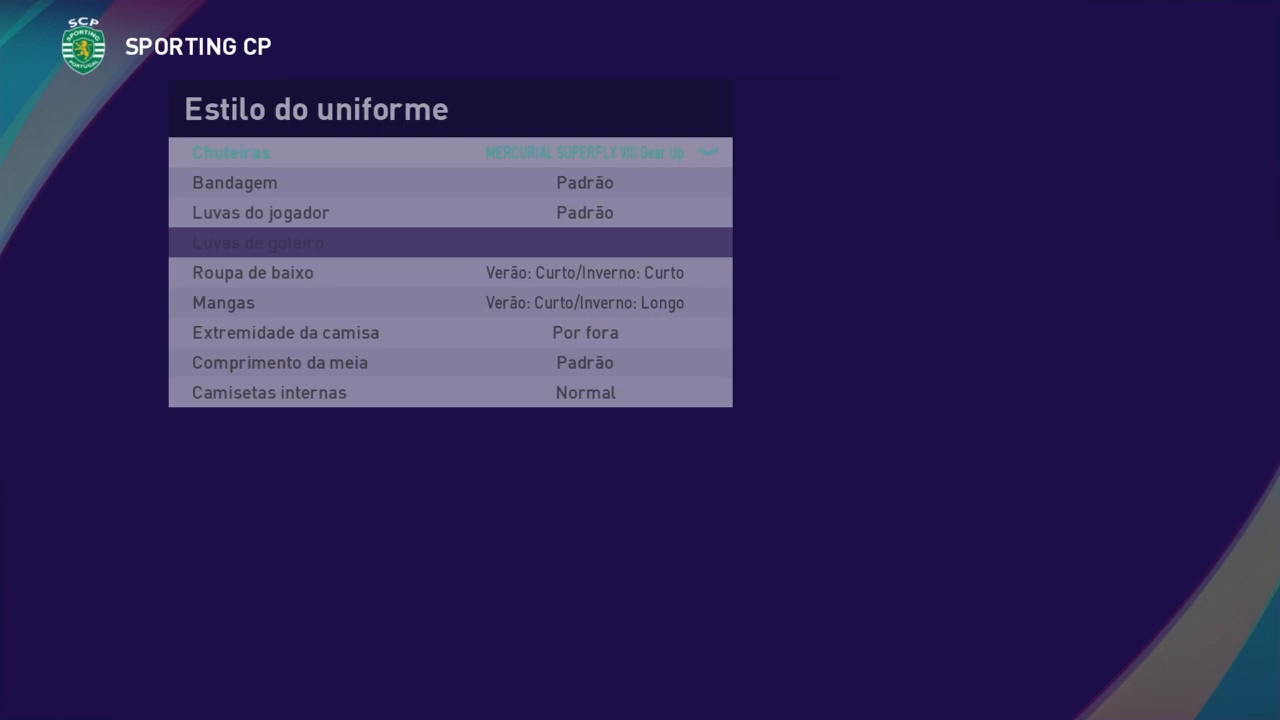 SCP
SPORTING
PORTUGAL
SPORTING CP
Estilo do uniforme
Chuteiras MERCURIAL SUPERFLY VIII Gear Up
Bandagem Padrão
Luvas do jogador Padrão
Luvas de goleiro
Roupa de baixo Verão: Curto/Inverno: Curto
Mangas Verão: Curto/Inverno: Longo
Extremidade da camisa Por fora
Comprimento da meia Padrão
Camisetas internas Normal